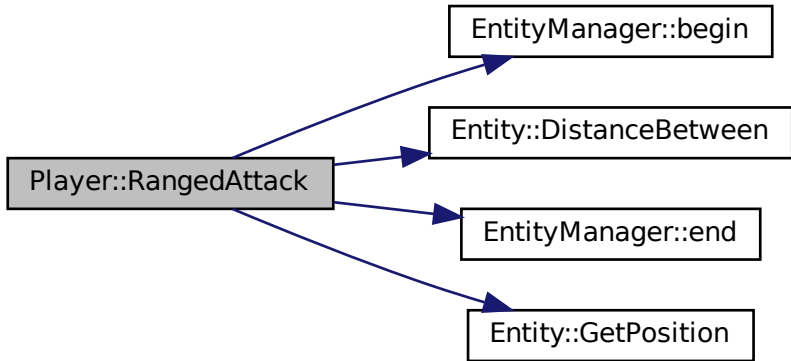 EntityManager::begin
Entity::DistanceBetween
Player::RangedAttack
EntityManager::end
Entity::GetPosition